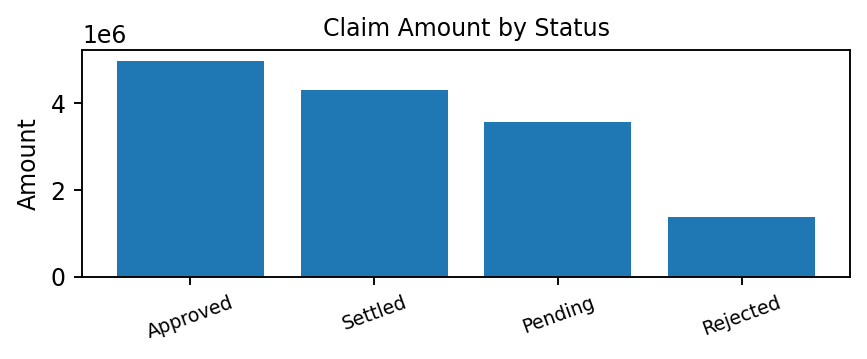 Claim Amount by Status
1e6
Amount
4
2
0
Approved
Settled
Pending
Rejected